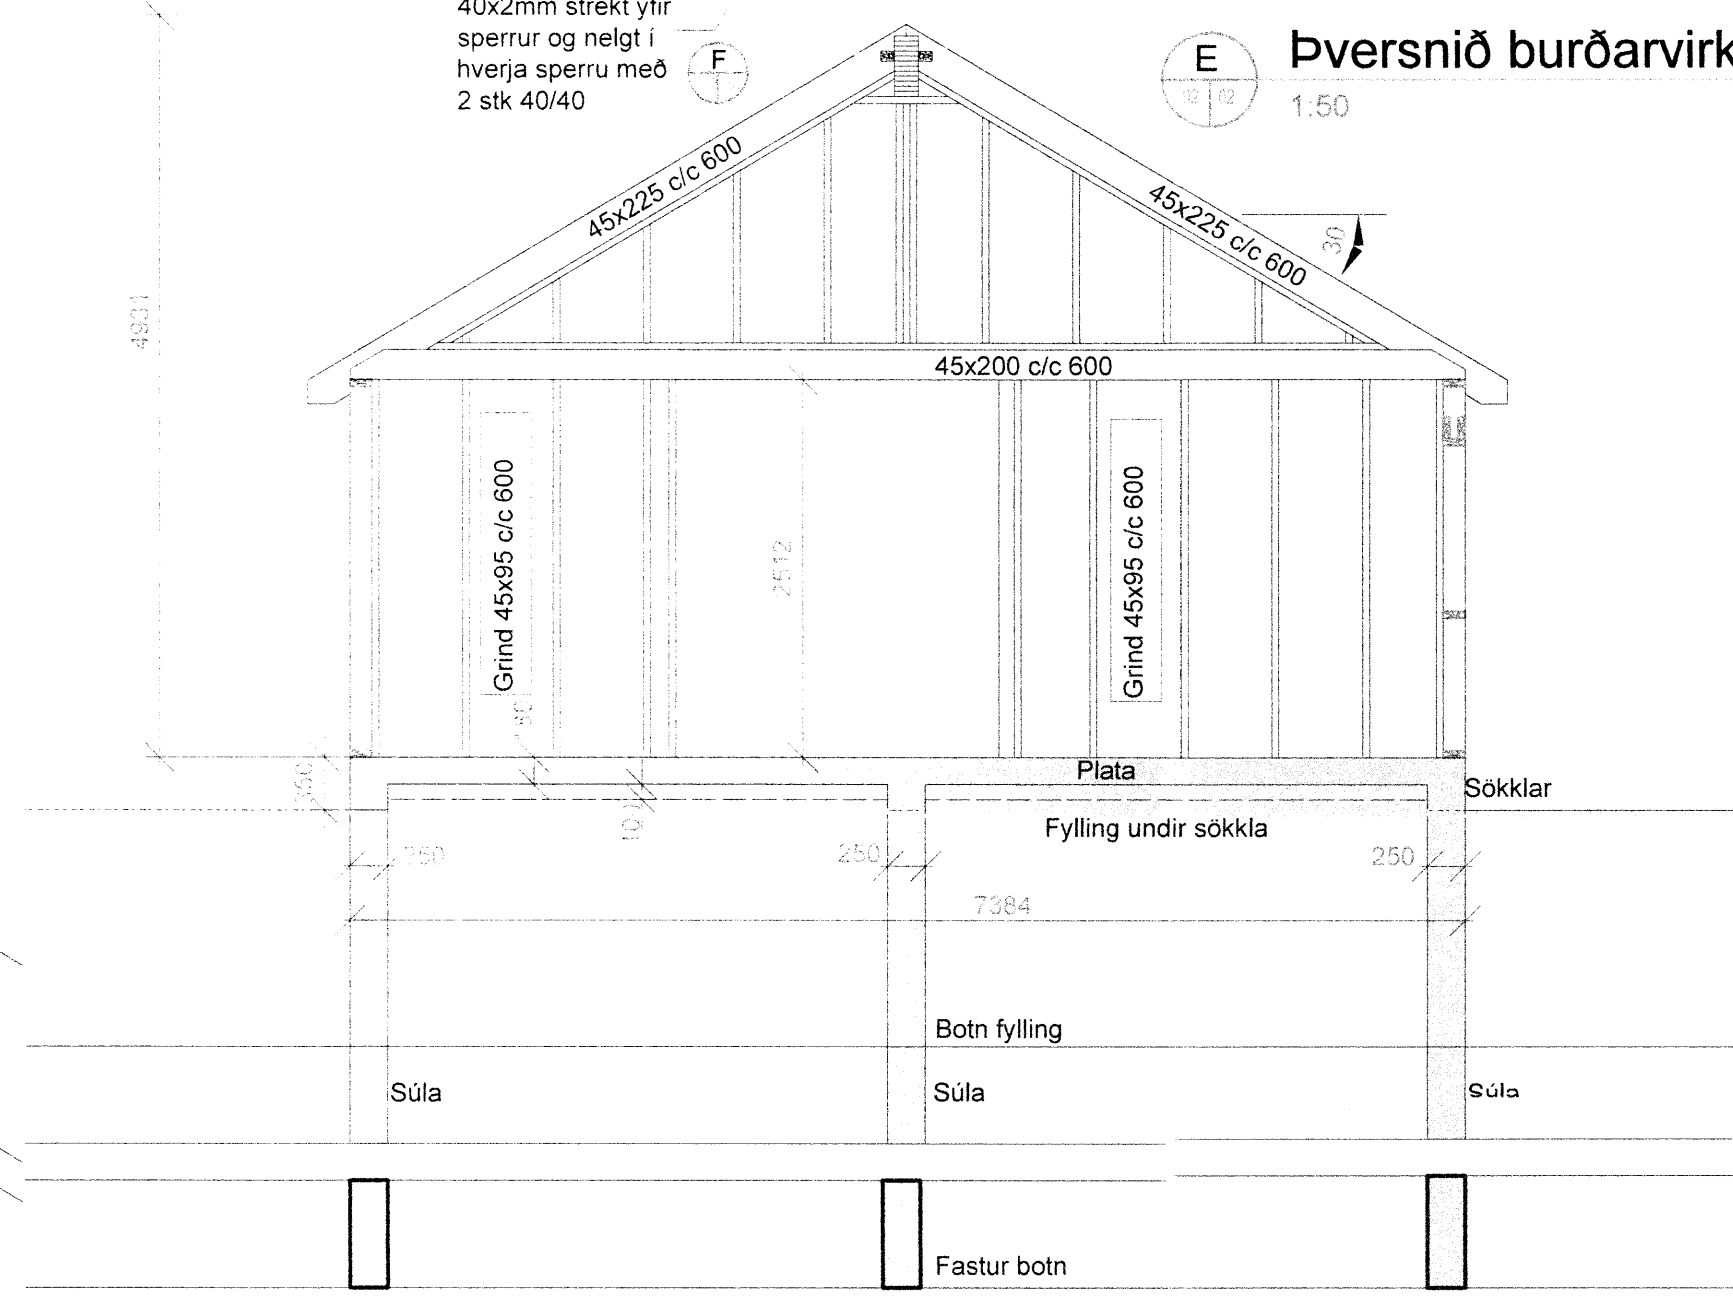 40x2mm strekt yfir
sperrur og nelgt í
hverja sperru með
2 stk 40/40
F
E
02 02
Þversnið burðarvirk
1:50
45x225 c/c 600
45x225 c/c 600
30
4931
45x200 c/c 600
Grind 45x95 c/c 600
2512
Grind 45x95 c/c 600
Plata
Sökklar
350
Fylling undir sökkla
250
250
250
7384
Botn fylling
Súla
Súla
Súla
Fastur botn